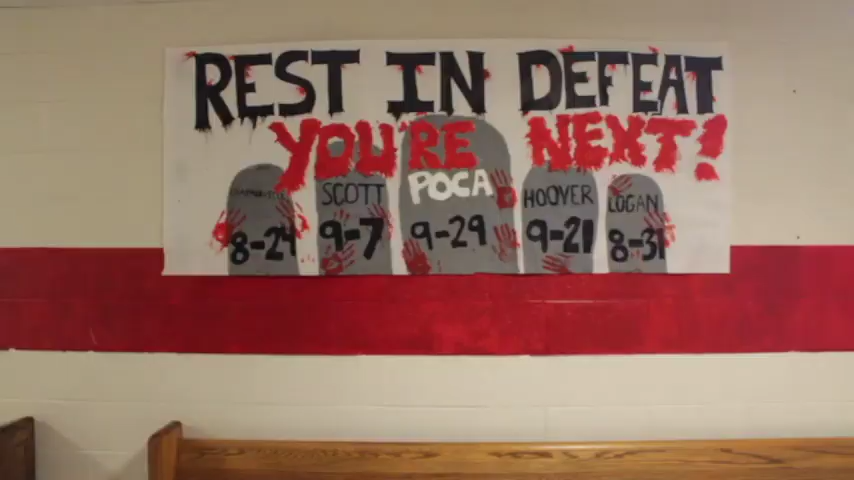 REST IN DEFEAT
YOU'RE NEXT!
SCOTT
9-7
POCA
9-29
HOOVER
9-21
LOGAN
8-31
8-24